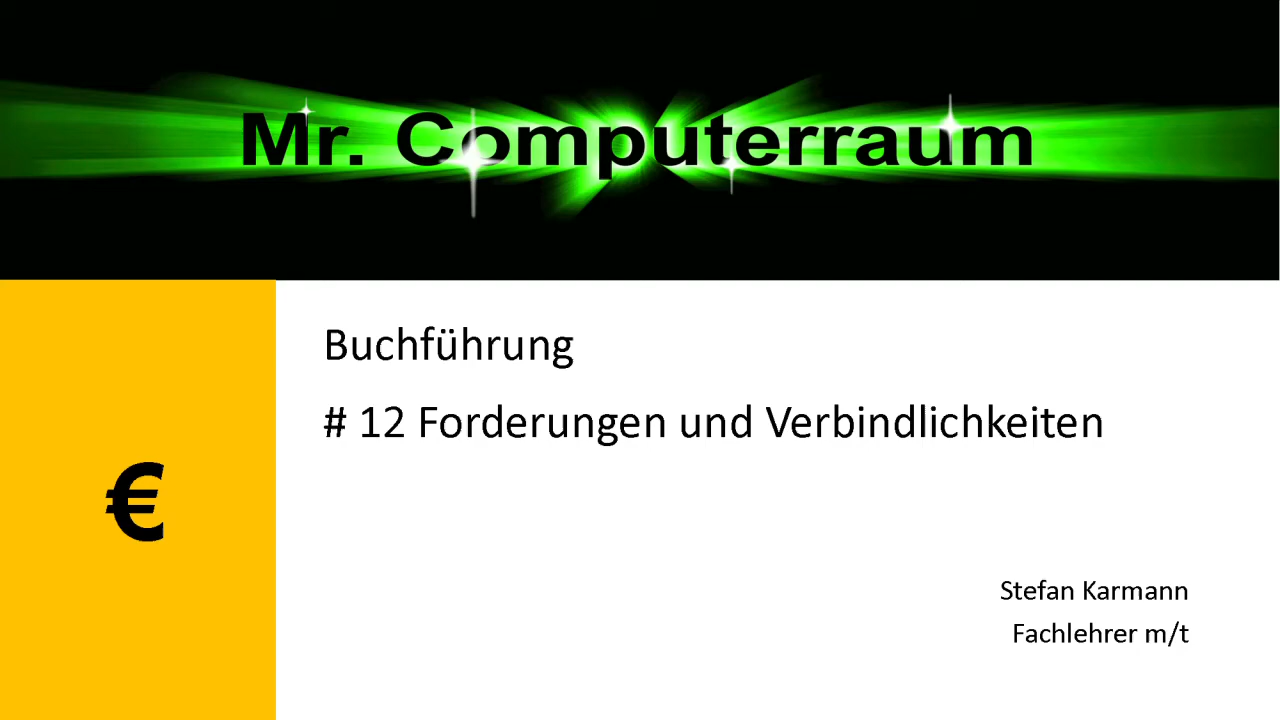 Mr. Computerraum
Buchführung
# 12 Forderungen und Verbindlichkeiten
€
Stefan Karmann
Fachlehrer m/t